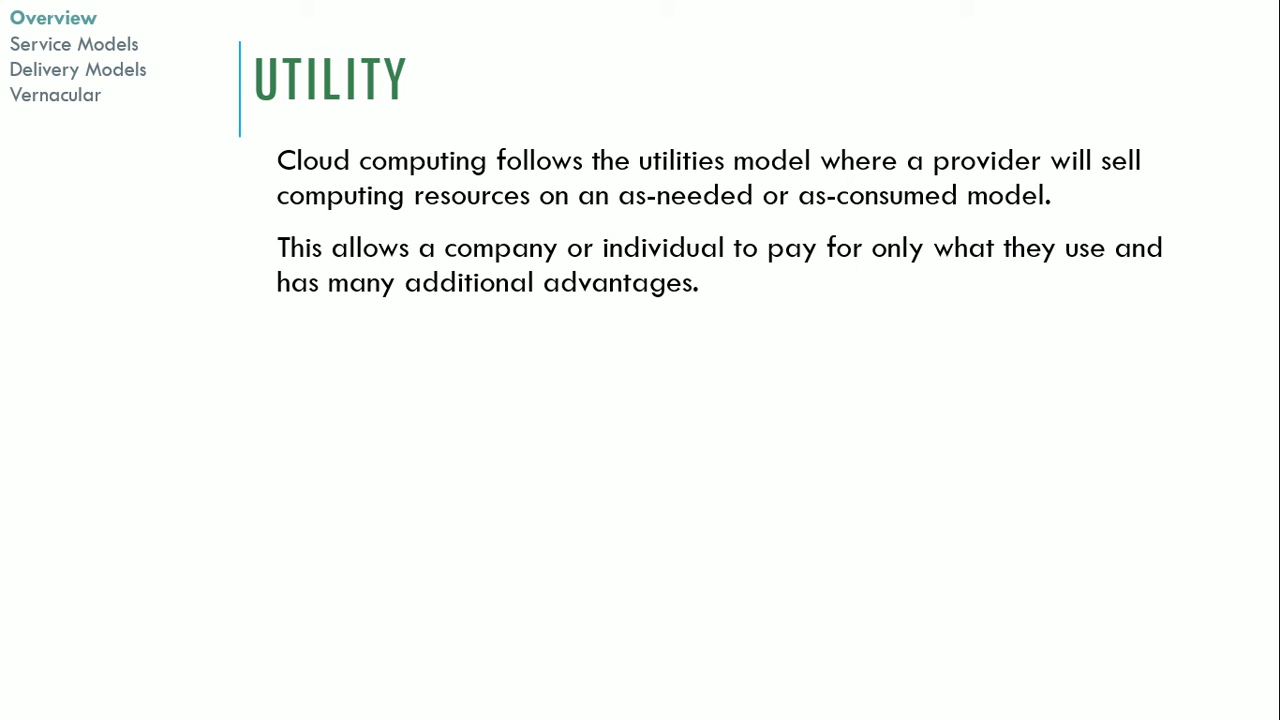 Overview
Service Models
Delivery Models
Vernacular
UTILITY
Cloud computing follows the utilities model where a provider will sell
computing resources on an as-needed or as-consumed model.
This allows a company or individual to pay for only what they use and
has many additional advantages.